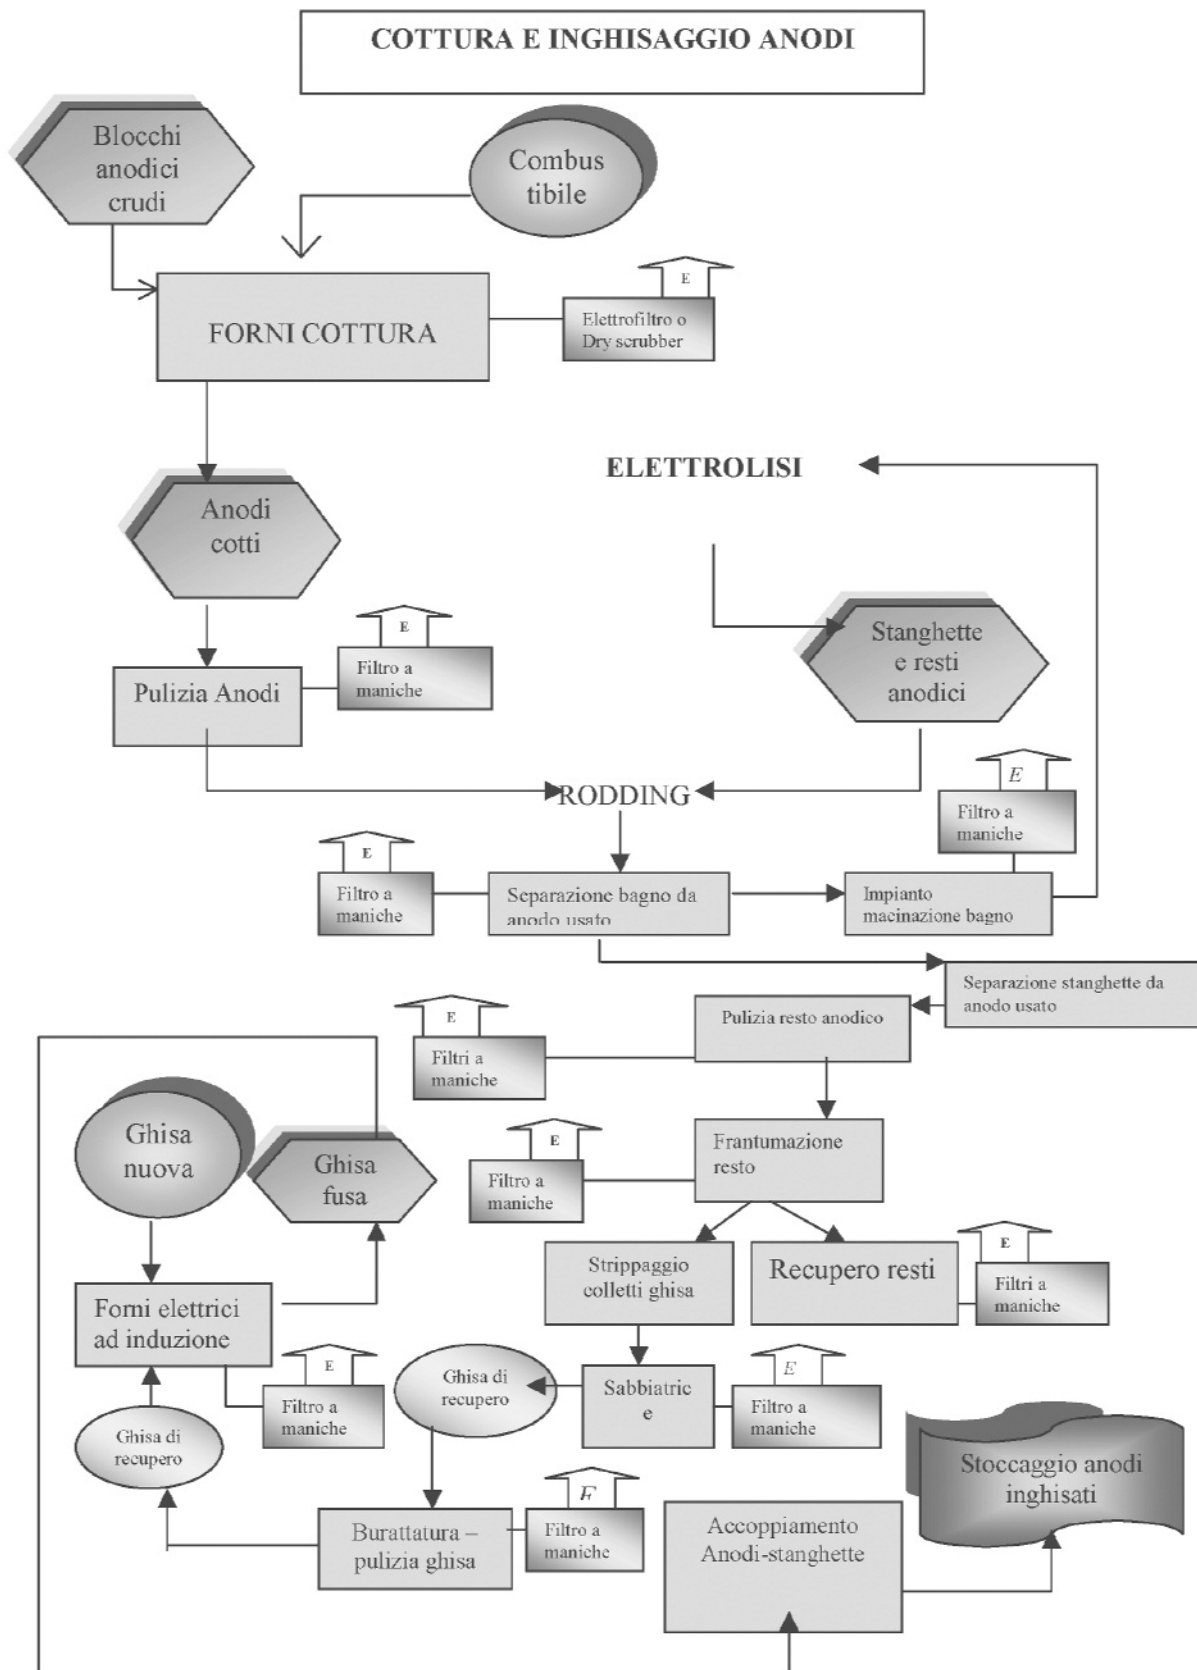 COTTURA E INGHISAGGIO ANODI
Blocchi
anodici
crudi
Combus
tibile
E
FORNI COTTURA
Elettrofiltro o
Dry scrubber
ELETTROLISI
Anodi
cotti
E
Stanghette
e resti
anodici
Filtro a
maniche
Pulizia Anodi
E
RODDING
Filtro a
maniche
E
Filtro a
maniche
Separazione bagno da
anodo usato
Impianto
macinazione bagno
Separazione stanghette da
anodo usato
E
Pulizia resto anodico
Filtri a
maniche
Ghisa
nuova
Ghisa
fusa
E
Filtro a
maniche
Frantumazione
resto
Strippaggio
colletti ghisa
Recupero resti
E
Filtri a
maniche
Forni elettrici
ad induzione
E
Filtro a
maniche
Ghisa di
recupero
Sabbiatric
e
E
Filtro a
maniche
Ghisa di
recupero
Stoccaggio anodi
inghisati
Burattatura –
pulizia ghisa
E
Filtro a
maniche
Accoppiamento
Anodi-stanghette